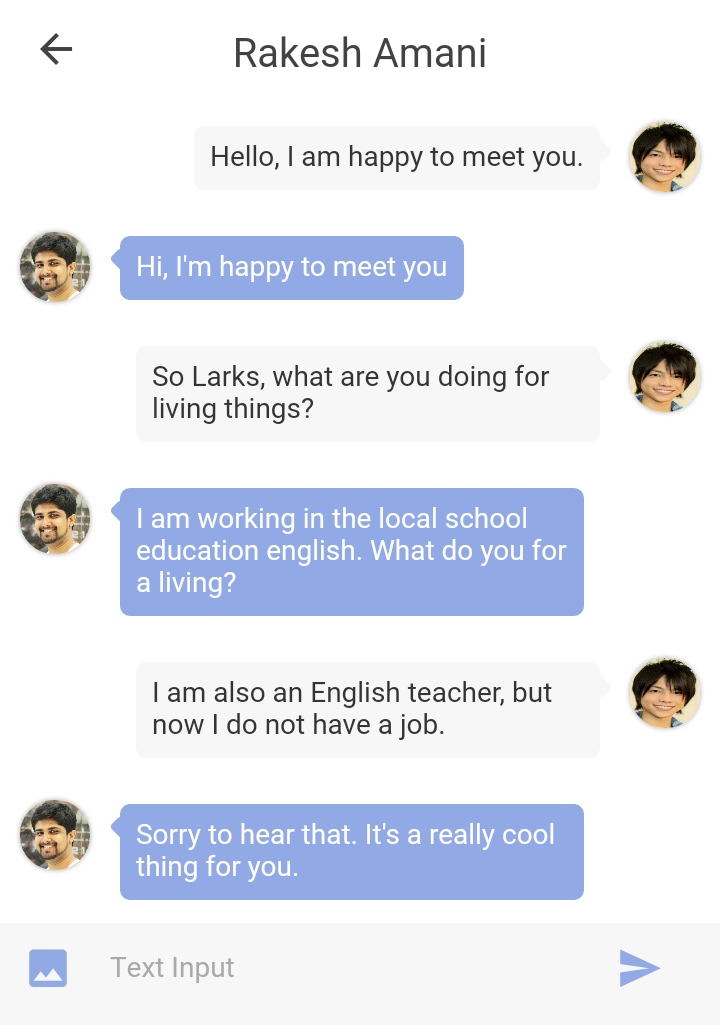 Rakesh Amani
Hello, I am happy to meet you.
Hi, I'm happy to meet you
So Larks, what are you doing for
living things?
I am working in the local school
education english. What do you for
a living?
I am also an English teacher, but
now I do not have a job.
Sorry to hear that. It's a really cool
thing for you.
Text Input